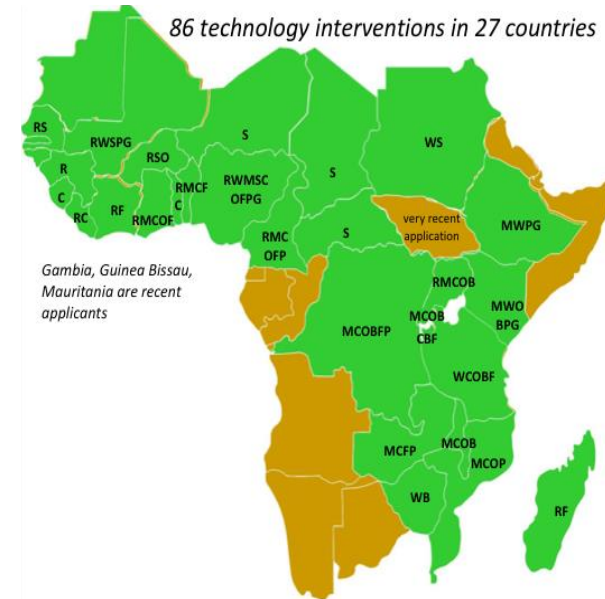 86 technology interventions in 27 countries
RS
RWSPG
S
S
WS
R
RSO
RMCF
C
RWMSC
OFPG
C
RC
RF
RMCOF
S
very recent
application
MWPG
RMC
OFP
Gambia, Guinea Bissau,
Mauritania are recent
applicants
RMCOB
MWO
BPG
MCOB
CBF
MCOBFP
WCOBF
MCFP
MCOB
MCOP
WB
RF